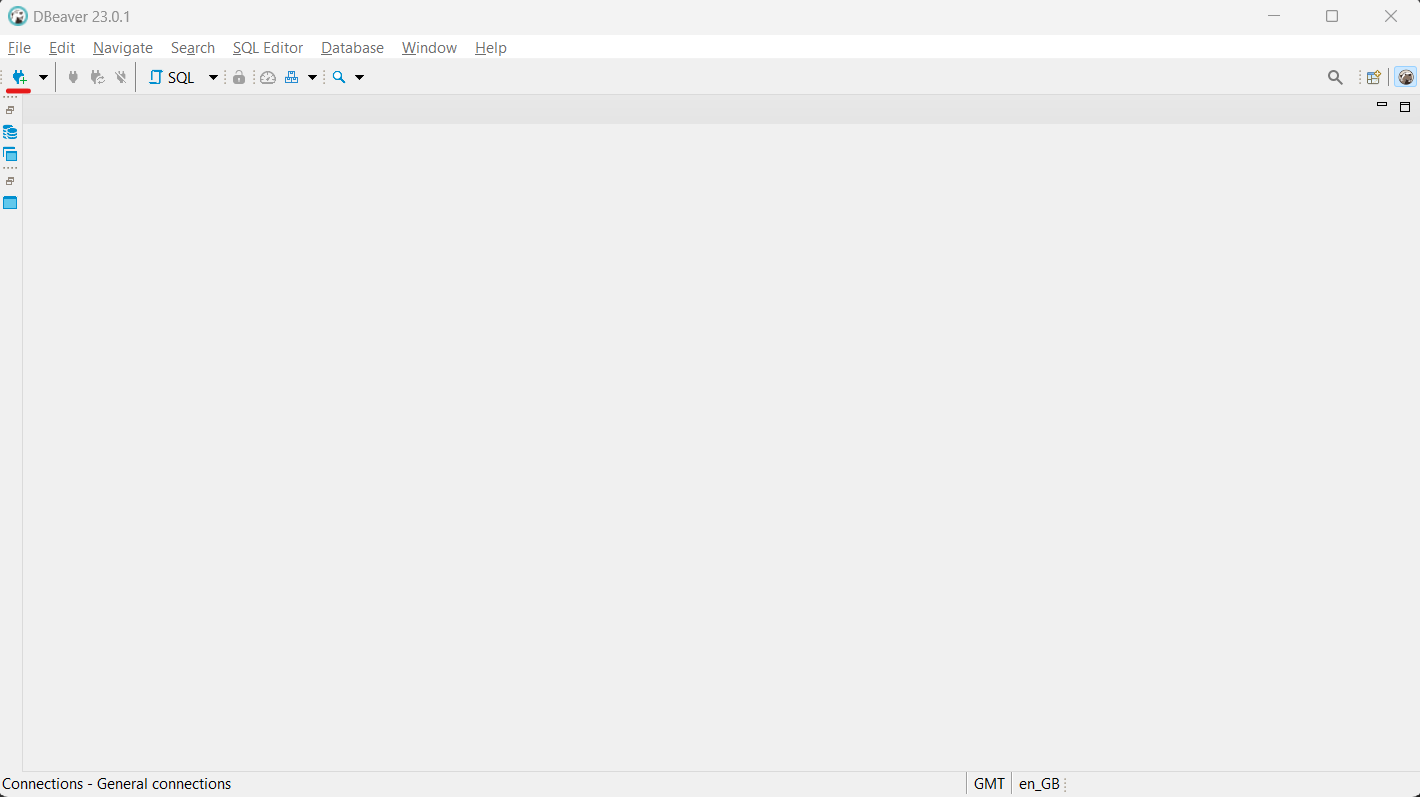 DBeaver 23.0.1
File Edit Navigate Search SQL Editor Database Window Help
SQL
Connections - General connections GMT en_GB